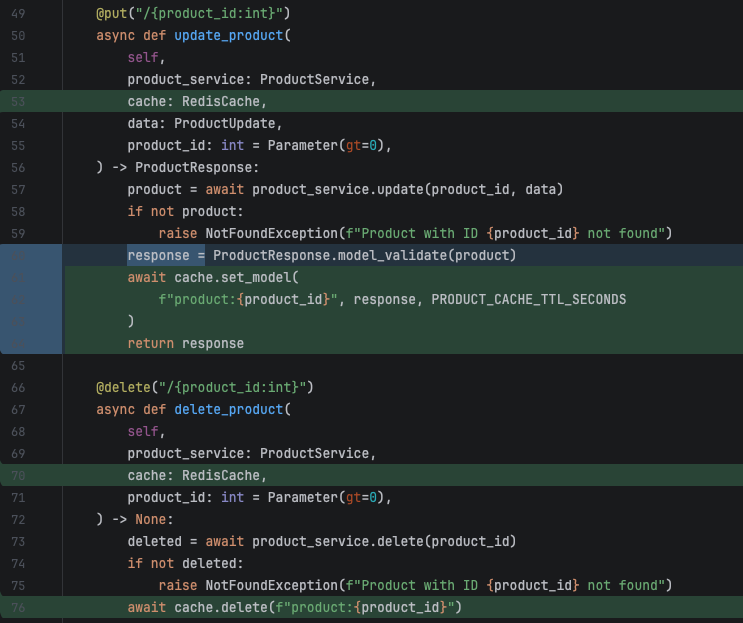 49 @put("/{product_id:int}")
50 async def update_product(
51 self,
52 product_service: ProductService,
53 cache: RedisCache,
54 data: ProductUpdate,
55 product_id: int = Parameter(gt=0),
56 ) -> ProductResponse:
57 product = await product_service.update(product_id, data)
58 if not product:
59 raise NotFoundException(f"Product with ID {product_id} not found")
response = ProductResponse.model_validate(product)
await cache.set_model(
f"product:{product_id}", response, PRODUCT_CACHE_TTL_SECONDS
)
return response
65
66 @delete("/{product_id:int}")
67 async def delete_product(
68 self,
69 product_service: ProductService,
70 cache: RedisCache,
71 product_id: int = Parameter(gt=0),
72 ) -> None:
73 deleted = await product_service.delete(product_id)
74 if not deleted:
75 raise NotFoundException(f"Product with ID {product_id} not found")
76 await cache.delete(f"product:{product_id}")